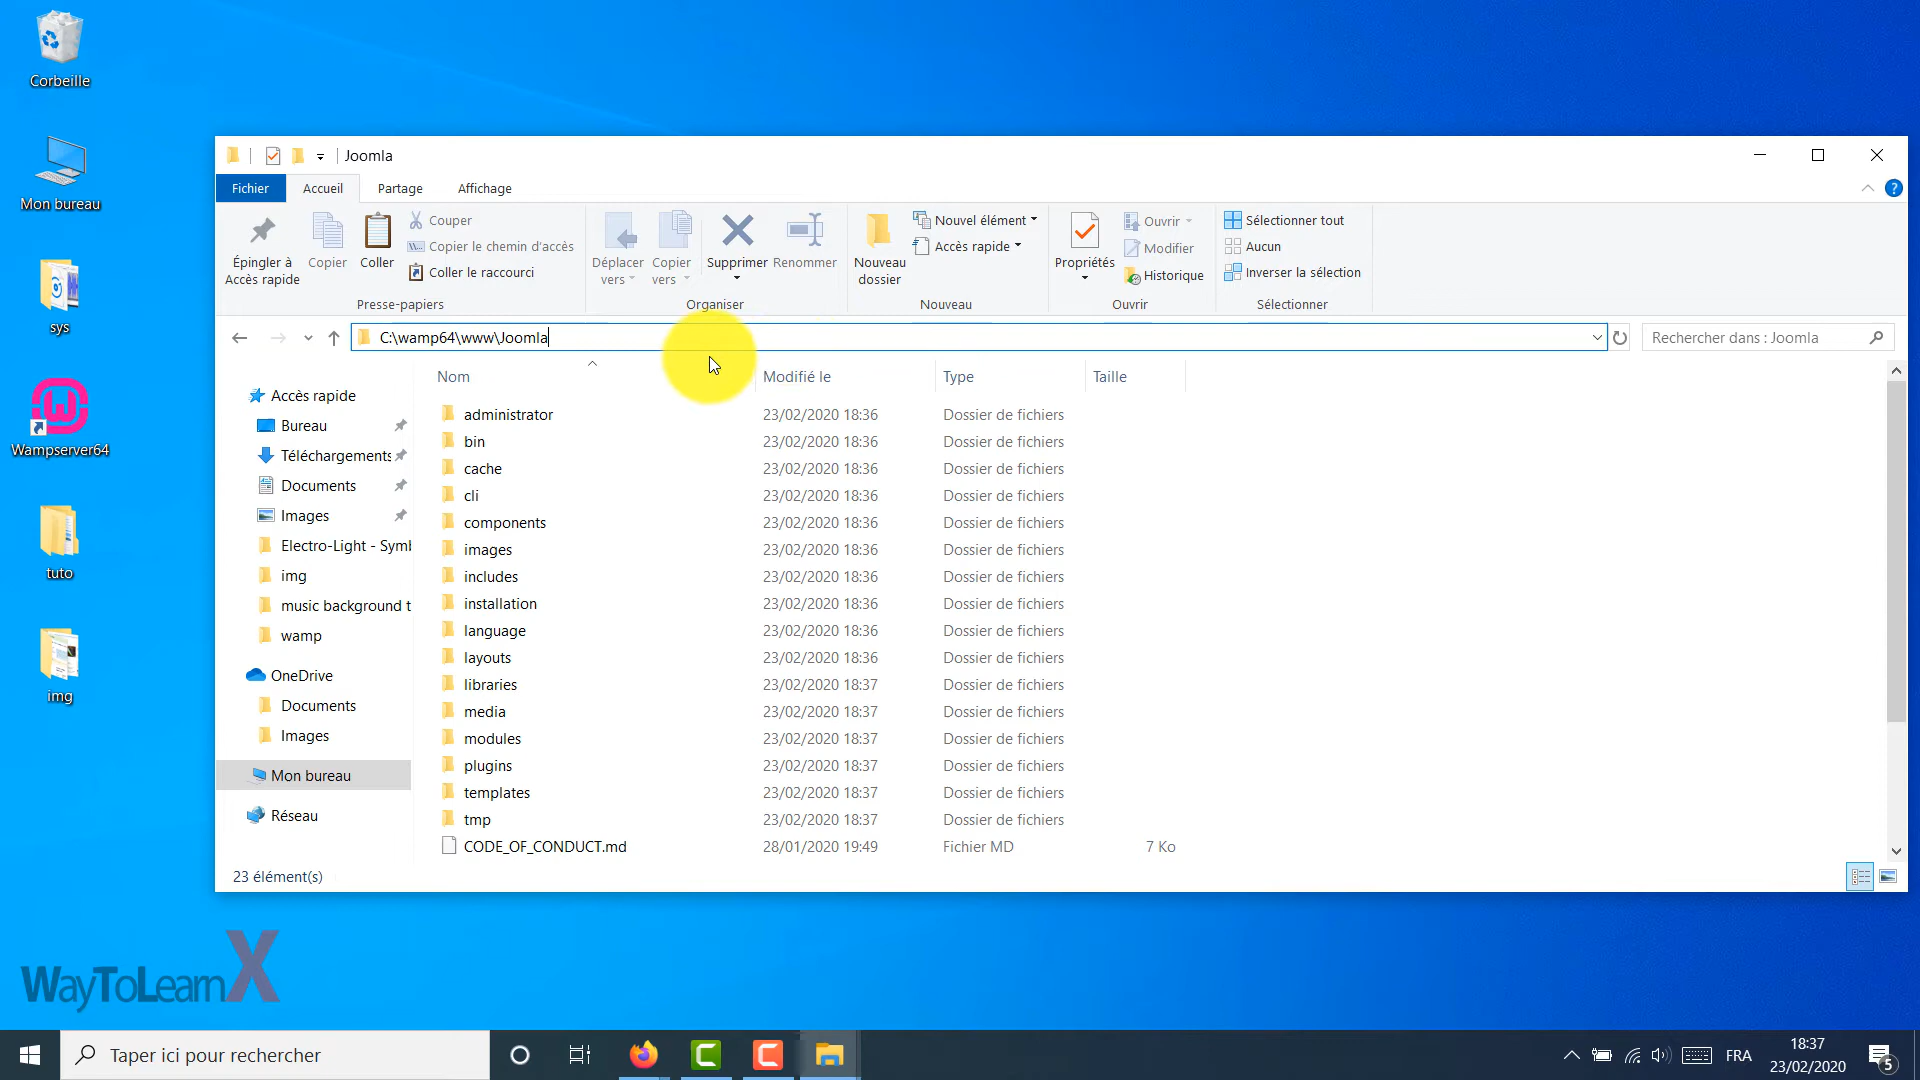 Corbeille
Mon bureau
sys
Wampserver64
tuto
img
Joomla
Fichier
Accueil
Partage
Affichage
Épingler à
Accès rapide
Copier
Coller
Couper
Copier le chemin d'accès
Coller le raccourci
Presse-papiers
Déplacer
vers
Copier
vers
Supprimer
Renommer
Organiser
Nouveau
dossier
Nouvel élément
Accès rapide
Nouveau
Propriétés
Ouvrir
Modifier
Historique
Ouvrir
Sélectionner tout
Aucun
Inverser la sélection
Sélectionner
C:\wamp64\www\Joomla
Rechercher dans : Joomla
Accès rapide
Bureau
Téléchargements
Documents
Images
Electro-Light - Symb
img
music background t
wamp
OneDrive
Documents
Images
Mon bureau
Réseau
Nom Modifié le Type Taille
administrator 23/02/2020 18:36 Dossier de fichiers
bin 23/02/2020 18:36 Dossier de fichiers
cache 23/02/2020 18:36 Dossier de fichiers
cli 23/02/2020 18:36 Dossier de fichiers
components 23/02/2020 18:36 Dossier de fichiers
images 23/02/2020 18:36 Dossier de fichiers
includes 23/02/2020 18:36 Dossier de fichiers
installation 23/02/2020 18:36 Dossier de fichiers
language 23/02/2020 18:36 Dossier de fichiers
layouts 23/02/2020 18:36 Dossier de fichiers
libraries 23/02/2020 18:37 Dossier de fichiers
media 23/02/2020 18:37 Dossier de fichiers
modules 23/02/2020 18:37 Dossier de fichiers
plugins 23/02/2020 18:37 Dossier de fichiers
templates 23/02/2020 18:37 Dossier de fichiers
tmp 23/02/2020 18:37 Dossier de fichiers
CODE_OF_CONDUCT.md 28/01/2020 19:49 Fichier MD 7 Ko
23 élément(s)
WayToLearnX
Taper ici pour rechercher
FRA
18:37
23/02/2020
5